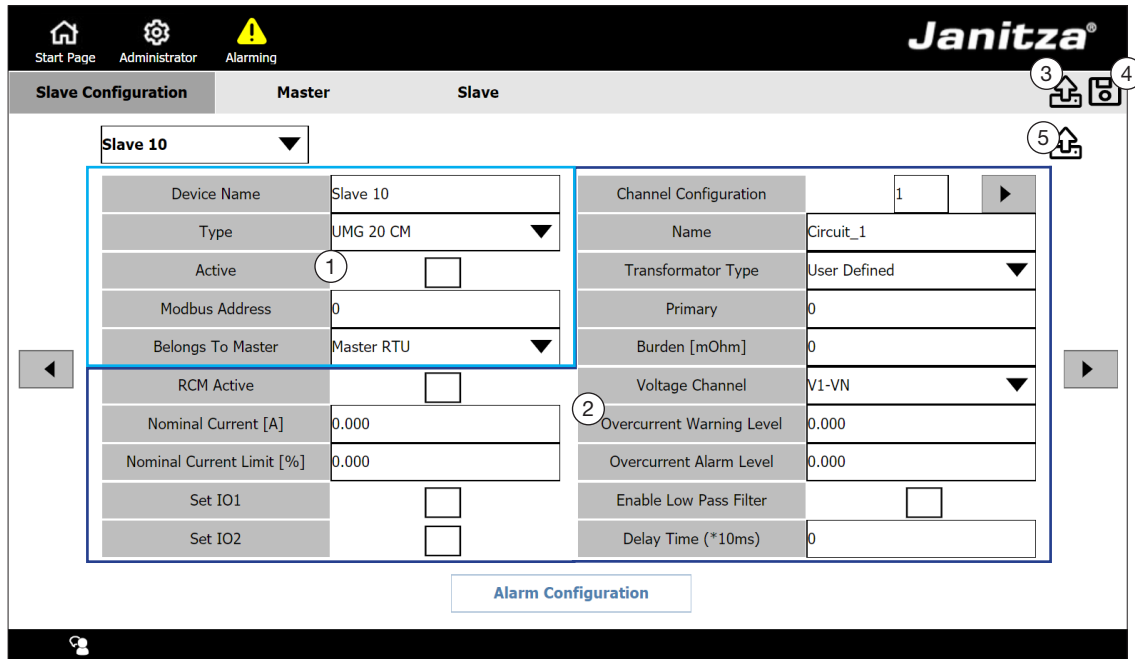 Start Page
Administrator
Alarming
Janitza®
3
4
Slave Configuration
Master
Slave
5
Slave 10
Device Name
Slave 10
Type
UMG 20 CM
Active
1
Modbus Address
0
Belongs To Master
Master RTU
RCM Active
Nominal Current [A]
0.000
Nominal Current Limit [%]
0.000
Set IO1
Set IO2
2
Channel Configuration
1
Name
Circuit_1
Transformator Type
User Defined
Primary
0
Burden [mOhm]
0
Voltage Channel
V1-VN
Overcurrent Warning Level
0.000
Overcurrent Alarm Level
0.000
Enable Low Pass Filter
Delay Time (*10ms)
0
Alarm Configuration